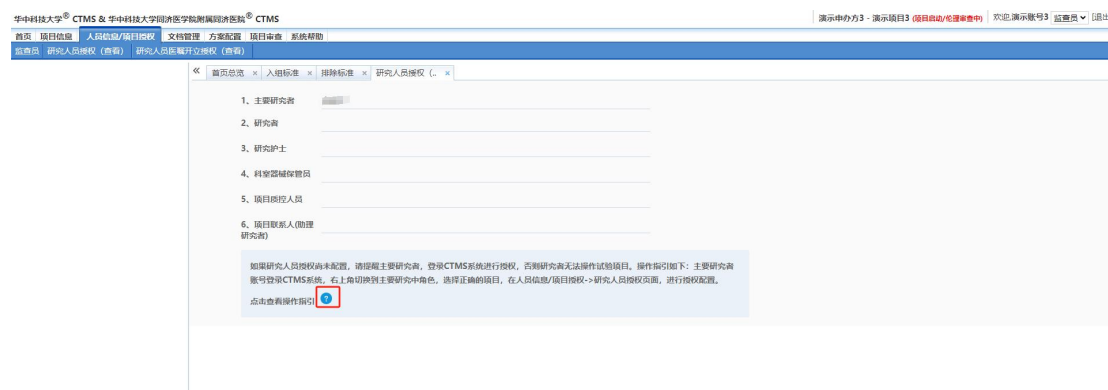 华中科技大学® CTMS & 华中科技大学同济医学院附属同济医院® CTMS
演示申办方3 - 演示项目3 (项目启动/伦理审查中) 欢迎,演示账号3 监查员 [退出
首页 项目信息 人员信息/项目授权 文档管理 方案配置 项目审查 系统帮助
监查员 研究人员授权（查看） 研究人员医嘱开立授权（查看）
« 首页总览 × 入组标准 × 排除标准 × 研究人员授权（.. ×
1、主要研究者
2、研究者
3、研究护士
4、科室器械保管员
5、项目质控人员
6、项目联系人(助理
研究者)
如果研究人员授权尚未配置，请提醒主要研究者，登录CTMS系统进行授权，否则研究者无法操作试验项目。操作指引如下：主要研究者
账号登录CTMS系统，右上角切换到主要研究中角色，选择正确的项目，在人员信息/项目授权->研究人员授权页面，进行授权配置。
点击查看操作指引 ?